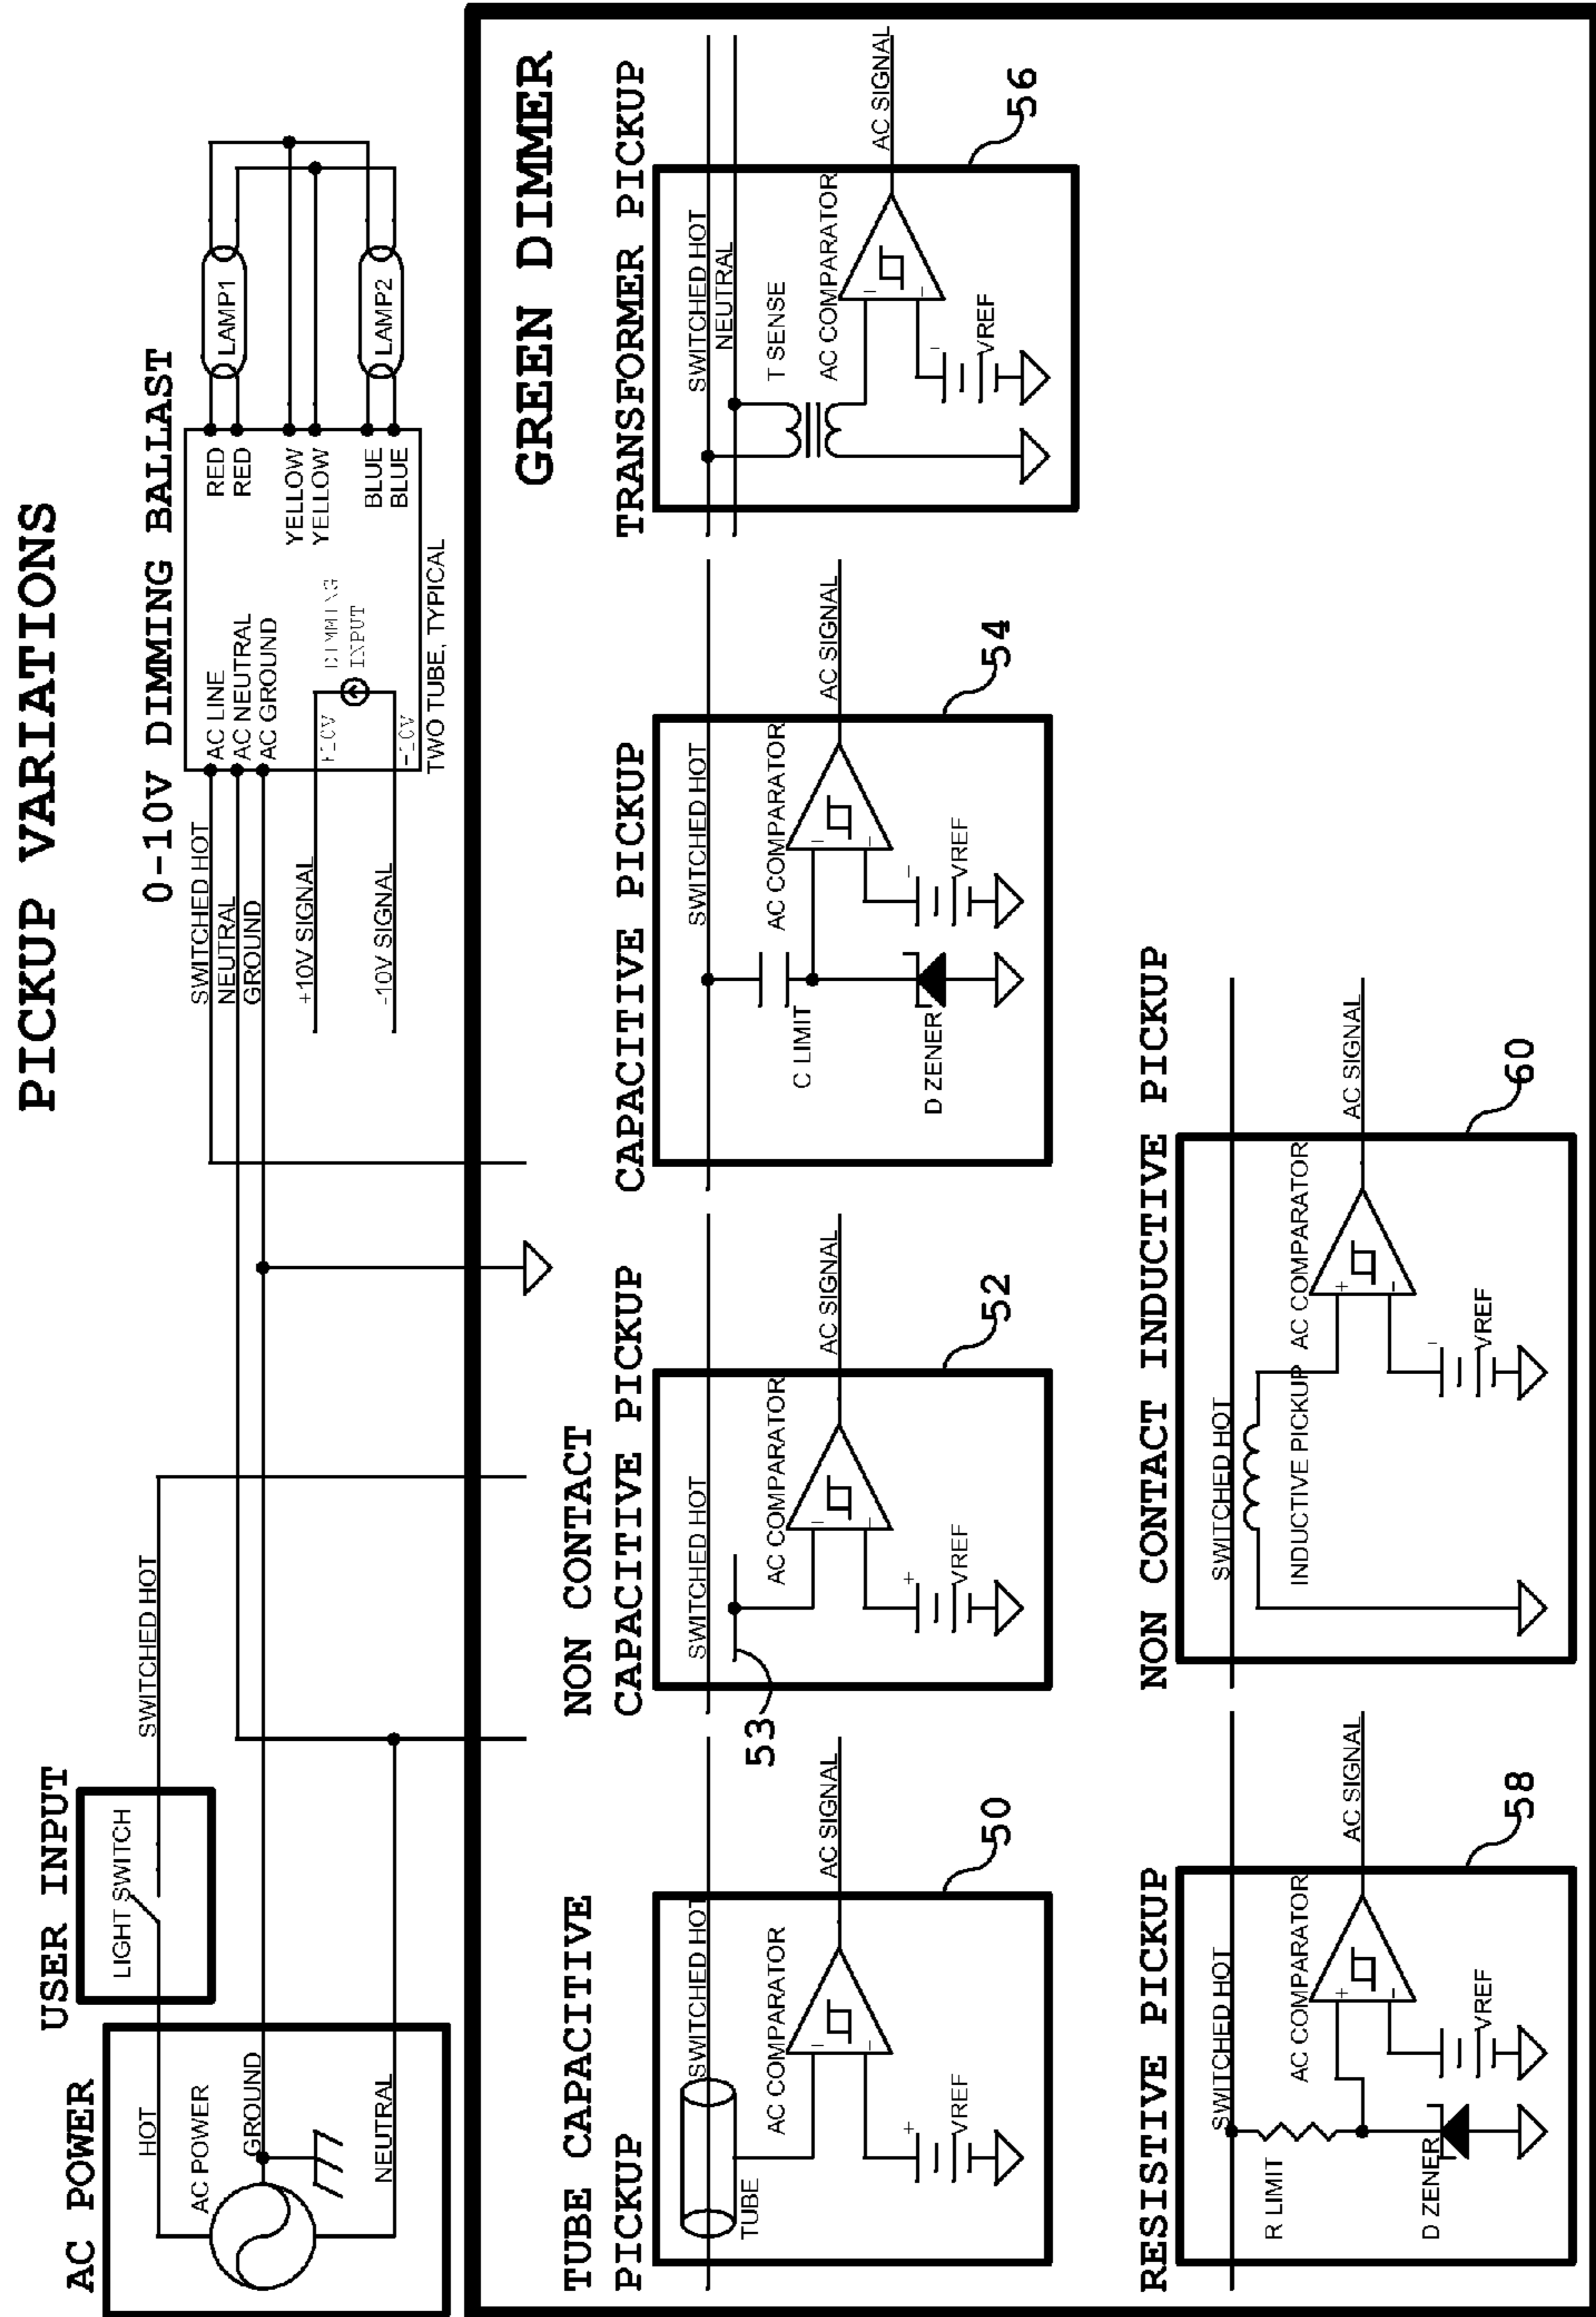 PICKUP VARIATIONS
AC POWER
HOT
AC POWER
GROUND
NEUTRAL
USER INPUT
LIGHT SWITCH
SWITCHED HOT
0-10V DIMMING BALLAST
SWITCHED HOT
NEUTRAL
GROUND
+10V SIGNAL
-10V SIGNAL
AC LINE
AC NEUTRAL
AC GROUND
DIMMING
INPUT
RED
RED
YELLOW
YELLOW
BLUE
BLUE
TWO TUBE, TYPICAL
LAMP1
LAMP2
GREEN DIMMER
TUBE CAPACITIVE
PICKUP
SWITCHED HOT
TUBE
AC COMPARATOR
+
VREF
AC SIGNAL
50
NON CONTACT
CAPACITIVE PICKUP
SWITCHED HOT
53
AC COMPARATOR
+
VREF
AC SIGNAL
52
CAPACITIVE PICKUP
SWITCHED HOT
C LIMIT
D ZENER
AC COMPARATOR
VREF
AC SIGNAL
54
TRANSFORMER PICKUP
SWITCHED HOT
NEUTRAL
T SENSE
AC COMPARATOR
VREF
AC SIGNAL
56
RESISTIVE PICKUP
SWITCHED HOT
R LIMIT
D ZENER
AC COMPARATOR
+
-
VREF
AC SIGNAL
58
NON CONTACT INDUCTIVE PICKUP
SWITCHED HOT
INDUCTIVE PICKUP
AC COMPARATOR
+
-
VREF
AC SIGNAL
60